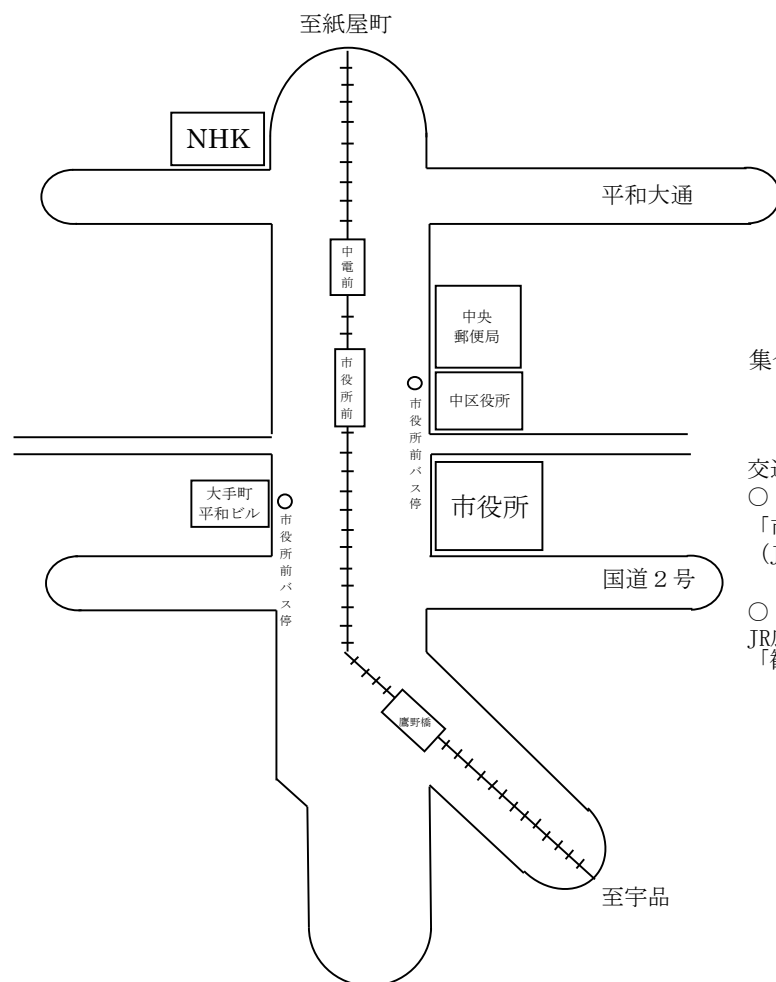 至紙屋町
NHK
平和大通
中電前
中央
郵便局
市役所前
中区役所
市役所前バス停
大手町
平和ビル
市役所
市役所前バス停
国道2号
鷹野橋
至宇品
集
交
○
「市
(J
○
JR
「